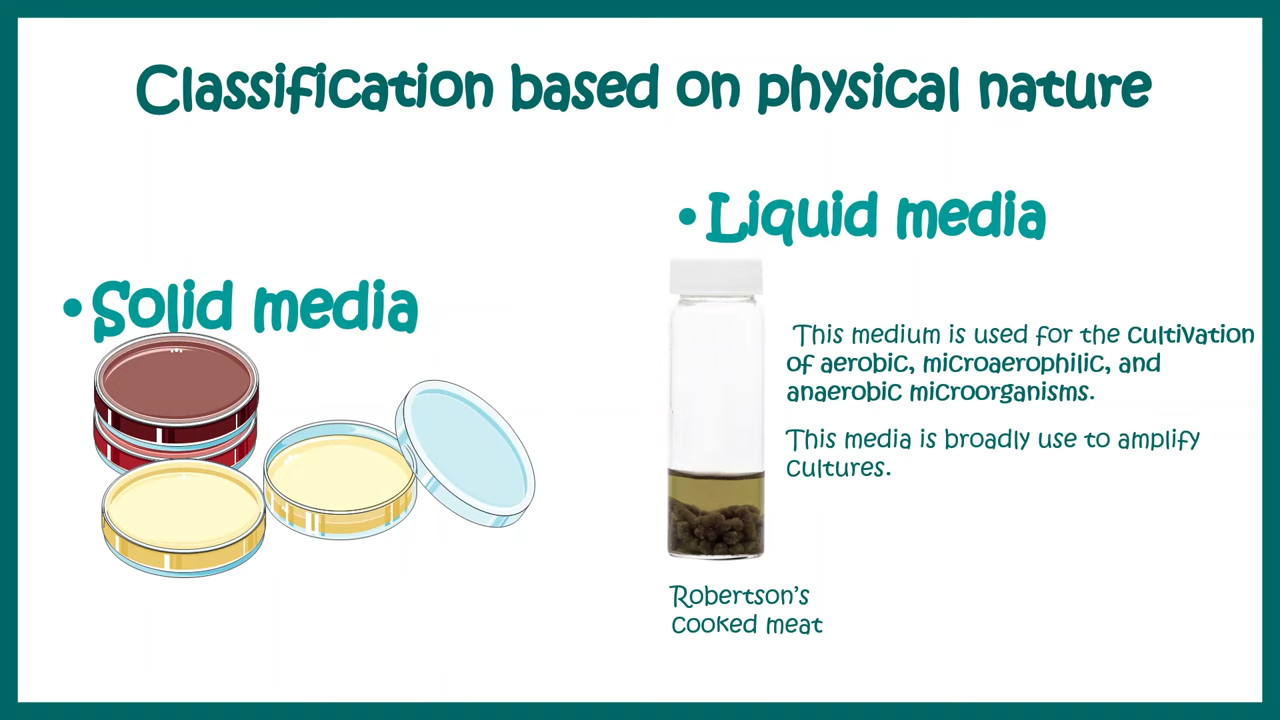 Classification based on physical nature
• Solid media
• Liquid media
This medium is used for the cultivation
of aerobic, microaerophilic, and
anaerobic microorganisms.
This media is broadly use to amplify
cultures.
Robertson's
cooked meat